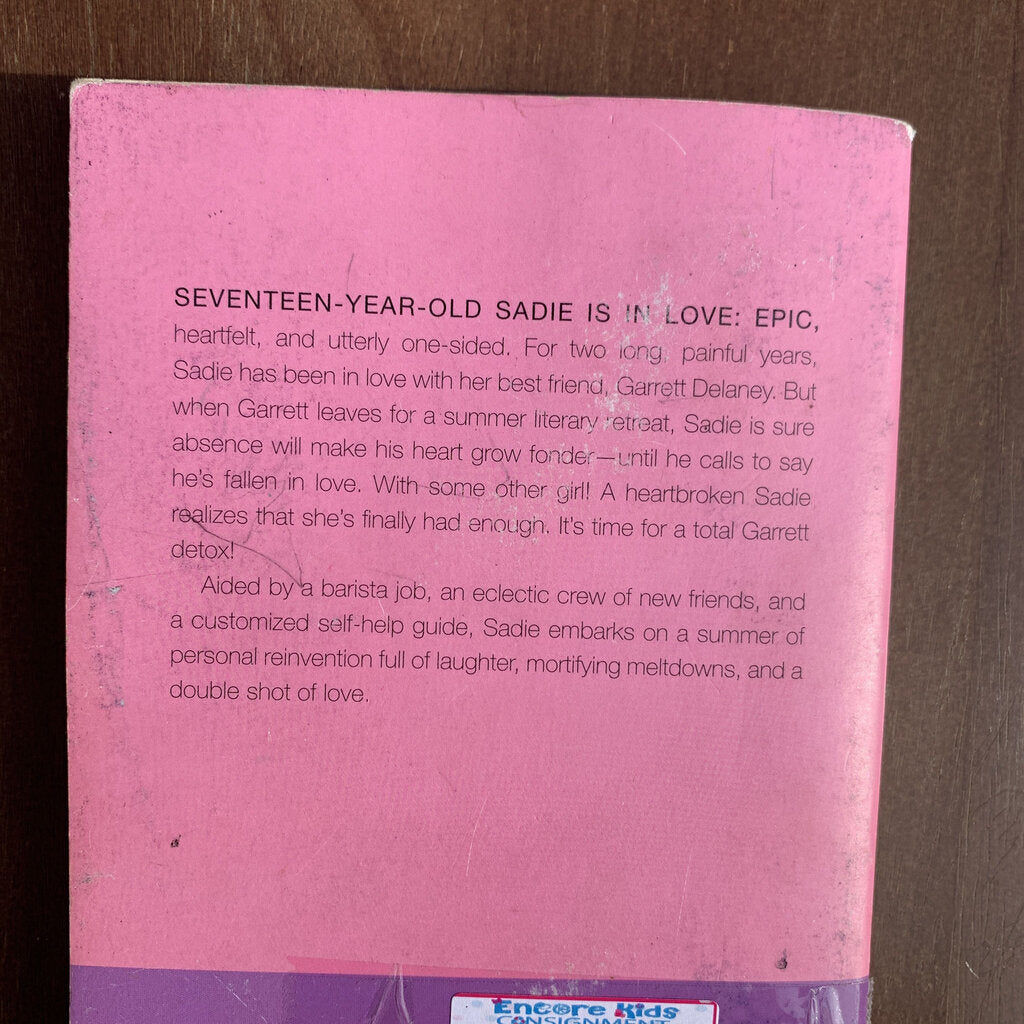 SEVENTEEN-YEAR-OLD SADIE IS IN LOVE: EPIC,
heartfelt, and utterly one-sided. For two long, painful years,
Sadie has been in love with her best friend, Garrett Delaney. But
when Garrett leaves for a summer literary retreat, Sadie is sure
absence will make his heart grow fonder—until he calls to say
he's fallen in love. With some other girl! A heartbroken Sadie
realizes that she's finally had enough. It's time for a total Garrett
detox!
Aided by a barista job, an eclectic crew of new friends, and
a customized self-help guide, Sadie embarks on a summer of
personal reinvention full of laughter, mortifying meltdowns, and a
double shot of love.
Encore Kids
CONSIGNMENT